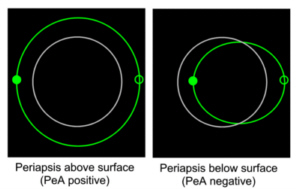 Periapsis above surface
(PeA positive)
Periapsis below surface
(PeA negative)